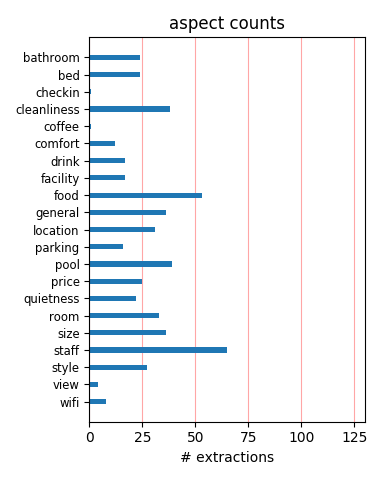 aspect counts
bathroom
bed
checkin
cleanliness
coffee
comfort
drink
facility
food
general
location
parking
pool
price
quietness
room
size
staff
style
view
wifi
0 25 50 75 100 125
# extractions